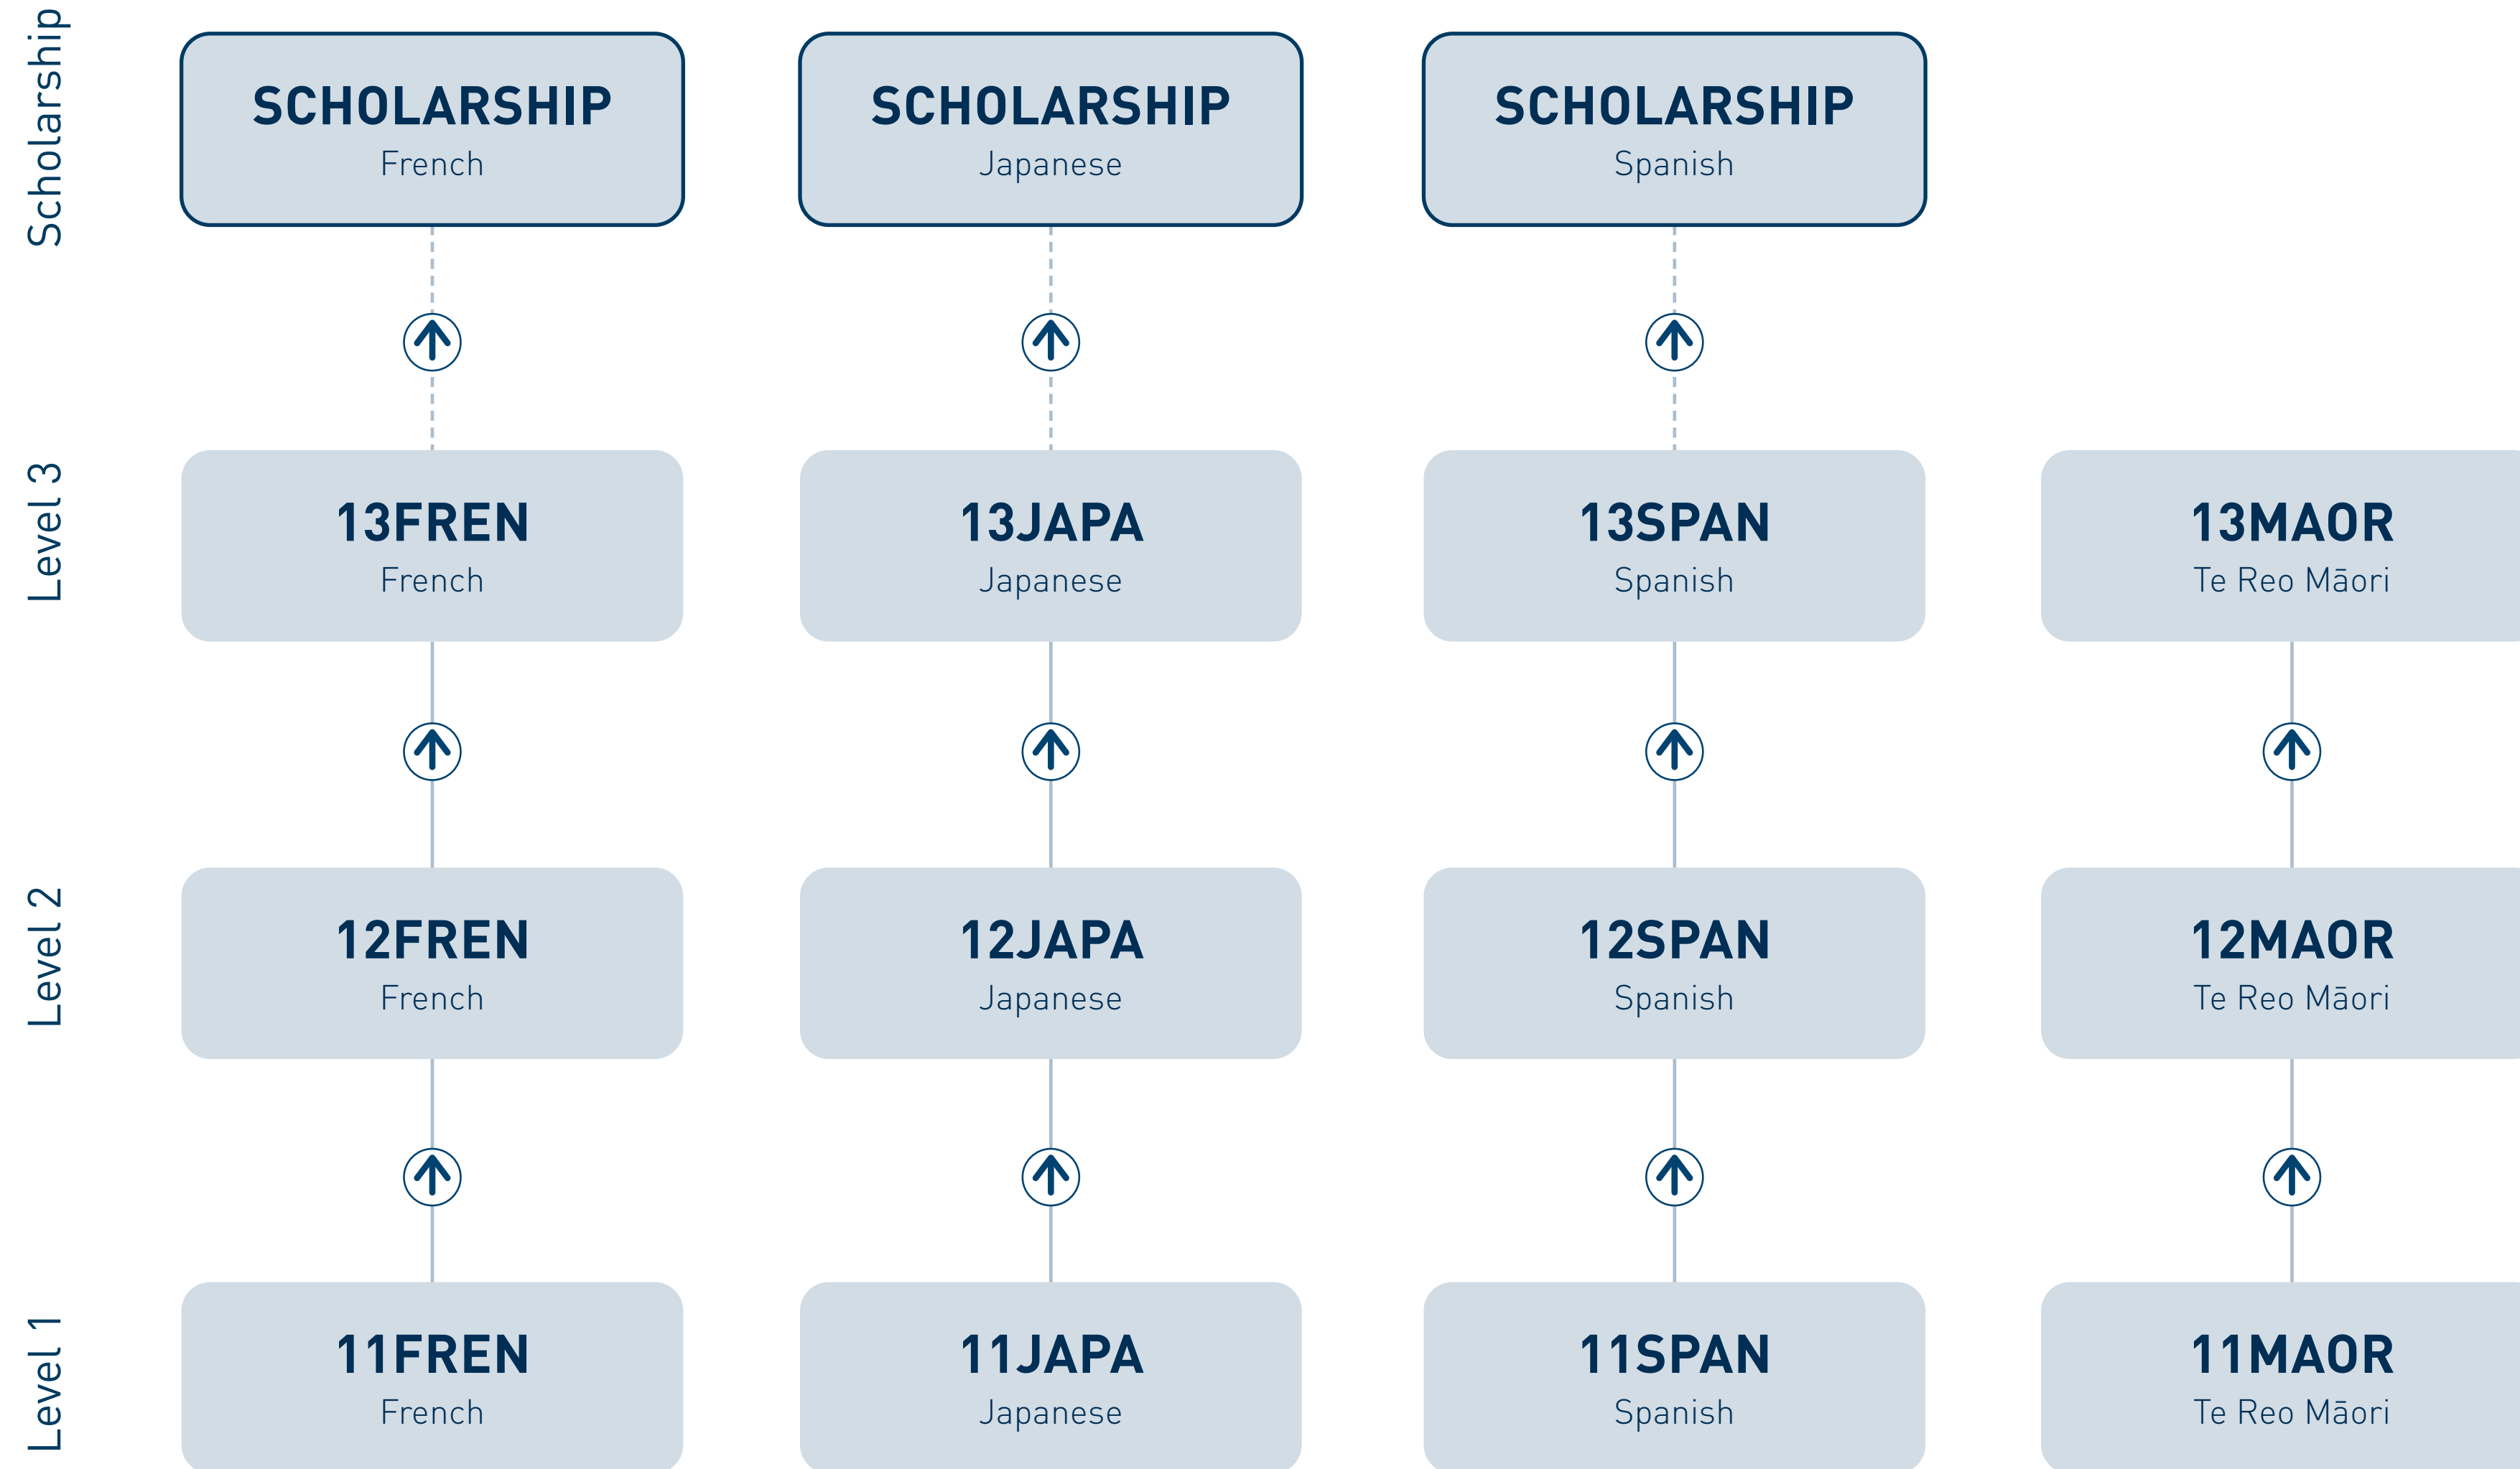 Scholarship
SCHOLARSHIP
French
SCHOLARSHIP
Japanese
SCHOLARSHIP
Spanish
Level 3
13FREN
French
13JAPA
Japanese
13SPAN
Spanish
13MAOR
Te Reo Māori
Level 2
12FREN
French
12JAPA
Japanese
12SPAN
Spanish
12MAOR
Te Reo Māori
Level 1
11FREN
French
11JAPA
Japanese
11SPAN
Spanish
11MAOR
Te Reo Māori